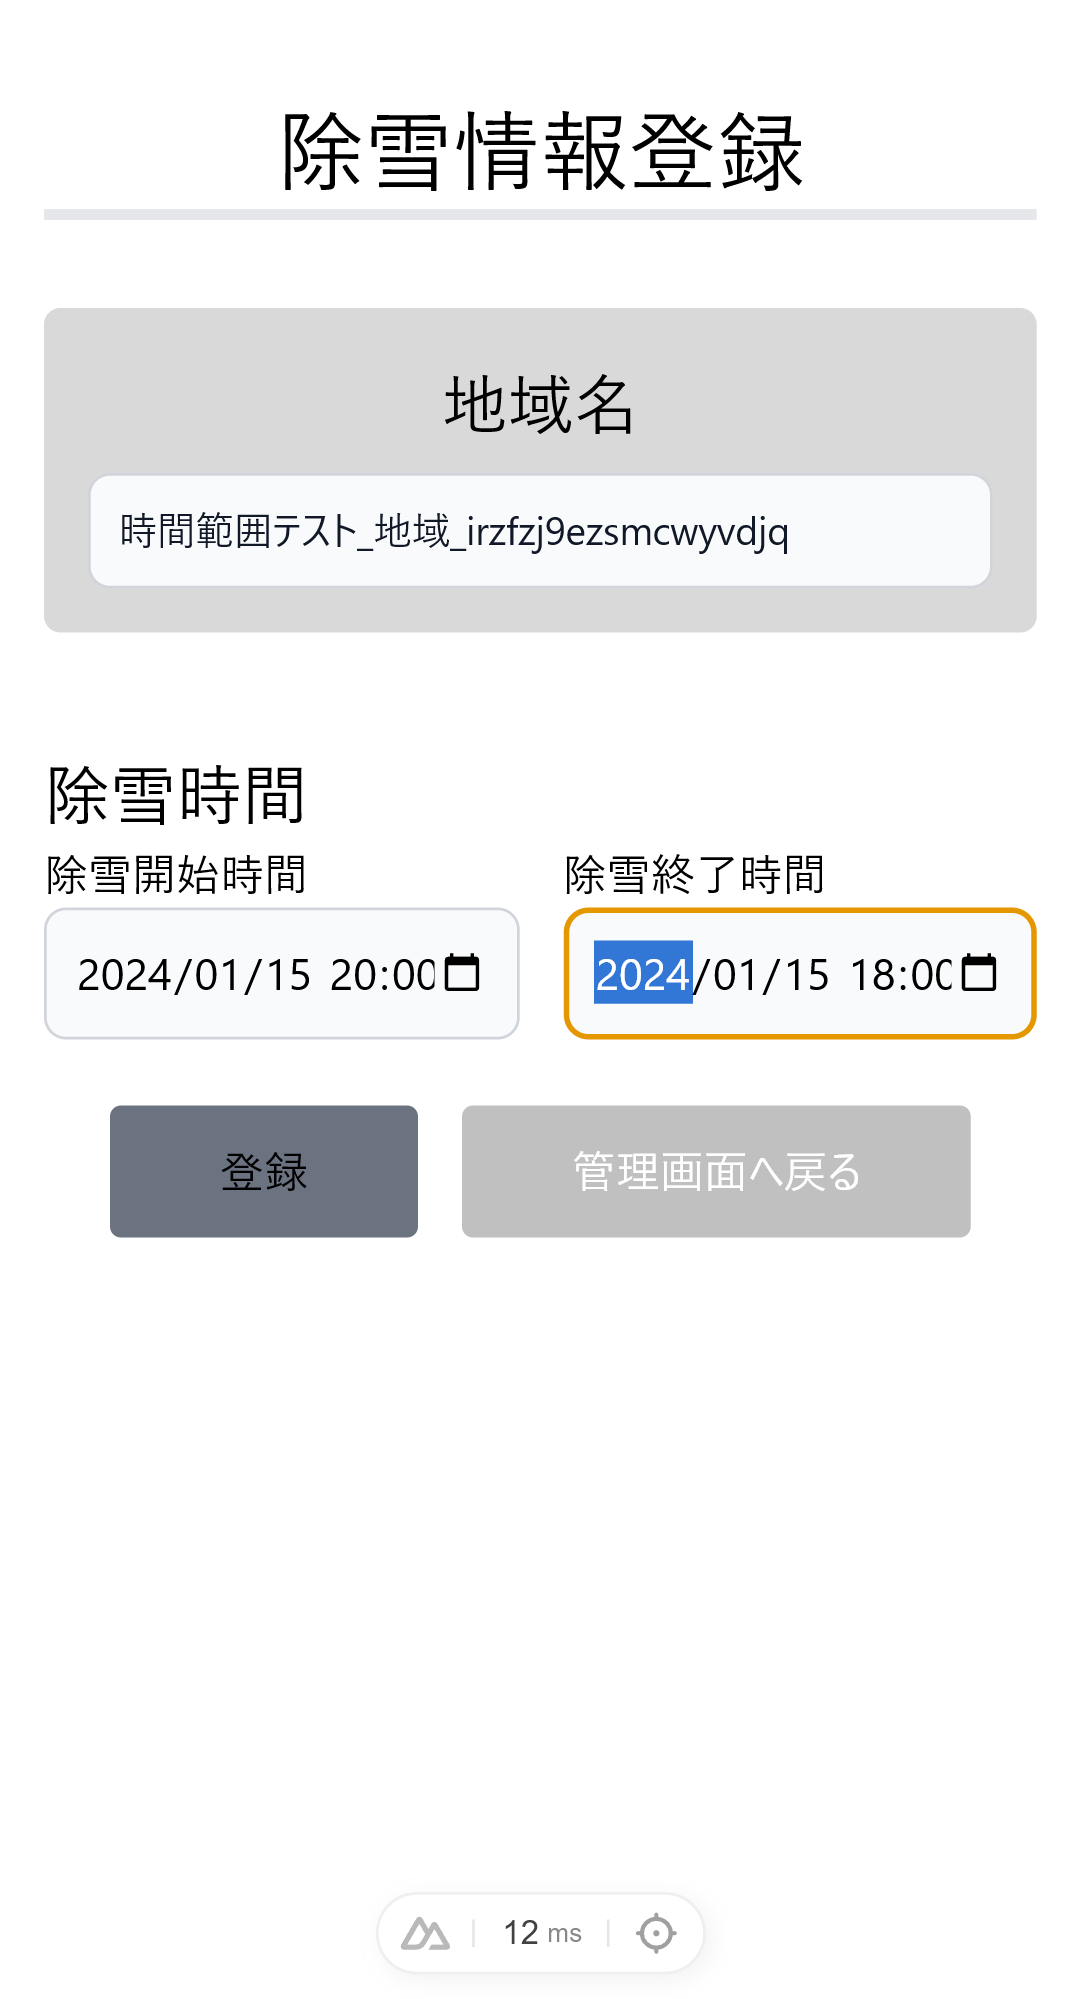 除雪情報登録
地域名
時間範囲テスト_地域_irzfzj9ezsmcwyvdjq
除雪時間
除雪開始時間
除雪終了時間
2024/01/15 20:00
2024/01/15 18:00
登録
管理画面へ戻る
12 ms